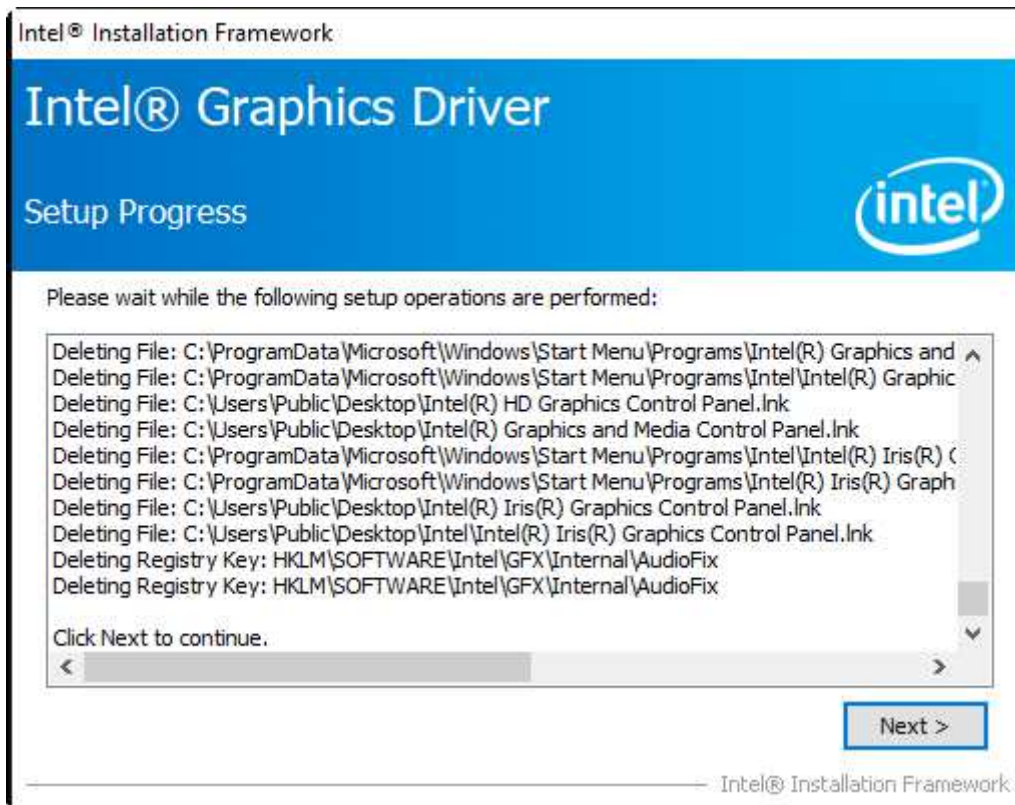 Intel® Installation Framework
Intel® Graphics Driver
Setup Progress
intel
Please wait while the following setup operations are performed:
Deleting File: C:\ProgramData\Microsoft\Windows\Start Menu\Programs\Intel(R) Graphics and
Deleting File: C:\ProgramData\Microsoft\Windows\Start Menu\Programs\Intel\Intel(R) Graphic
Deleting File: C:\Users\Public\Desktop\Intel(R) HD Graphics Control Panel.lnk
Deleting File: C:\Users\Public\Desktop\Intel(R) Graphics and Media Control Panel.lnk
Deleting File: C:\ProgramData\Microsoft\Windows\Start Menu\Programs\Intel\Intel(R) Iris(R) G
Deleting File: C:\ProgramData\Microsoft\Windows\Start Menu\Programs\Intel(R) Iris(R) Graph
Deleting File: C:\Users\Public\Desktop\Intel(R) Iris(R) Graphics Control Panel.lnk
Deleting File: C:\Users\Public\Desktop\Intel\Intel(R) Iris(R) Graphics Control Panel.lnk
Deleting Registry Key: HKLM\SOFTWARE\Intel\GFX\Internal\AudioFix
Deleting Registry Key: HKLM\SOFTWARE\Intel\GFX\Internal\AudioFix
Click Next to continue.
Next >
Intel® Installation Framework